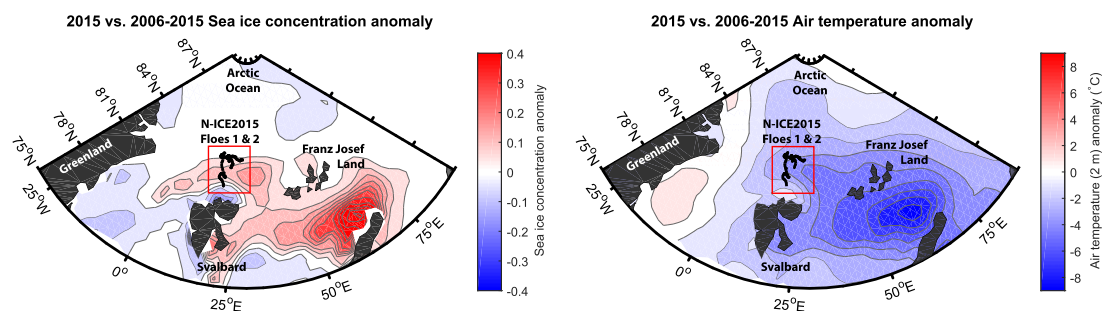 2015 vs. 2006-2015 Sea ice concentration anomaly
87°N
84°N
78°N
75°N
25°W
0°
25°E
50°E
75°E
Arctic
Ocean
N-ICE2015
Floes 1 & 2
Franz Josef
Land
Greenland
Svalbard
0.4
0.3
0.2
0.1
0
-0.1
-0.2
-0.3
-0.4
Sea ice concentration anomaly
2015 vs. 2006-2015 Air temperature anomaly
87°N
84°N
78°N
75°N
25°W
0°
25°E
50°E
75°E
Arctic
Ocean
N-ICE2015
Floes 1 & 2
Franz Josef
Land
Greenland
Svalbard
8
6
4
2
0
-2
-4
-6
-8
Air temperature (2 m) anomaly (°C)